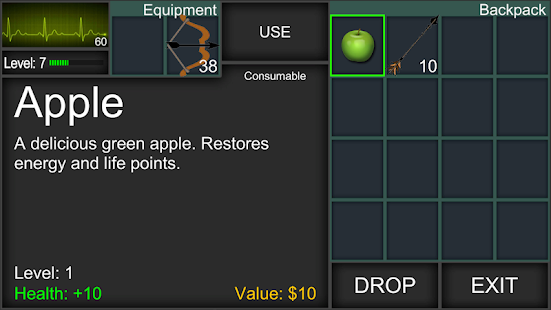 Equipment
Backpack
60
38
USE
10
Level: 7
Consumable
Apple
A delicious green apple. Restores
energy and life points.
Level: 1
Health: +10
Value: $10
DROP
EXIT